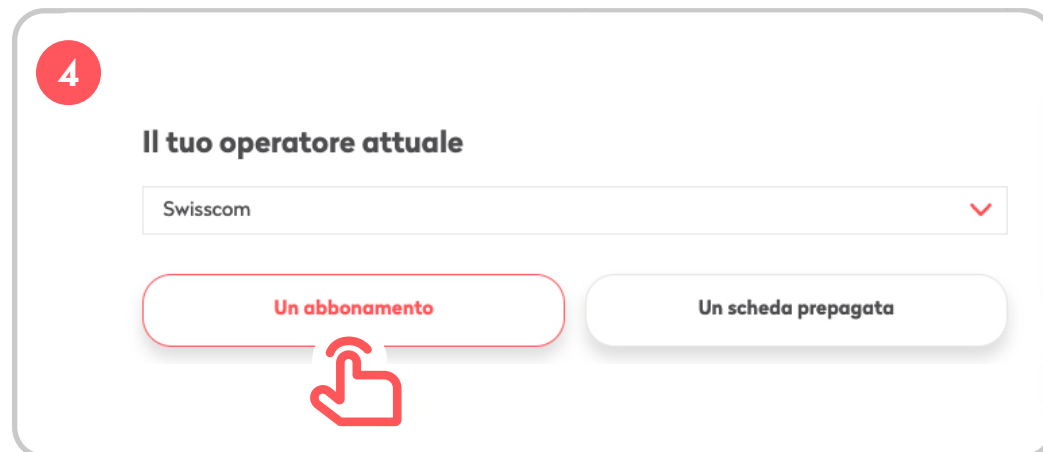 4
Il tuo operatore attuale
Swisscom
Un abbonamento
Un scheda prepagata